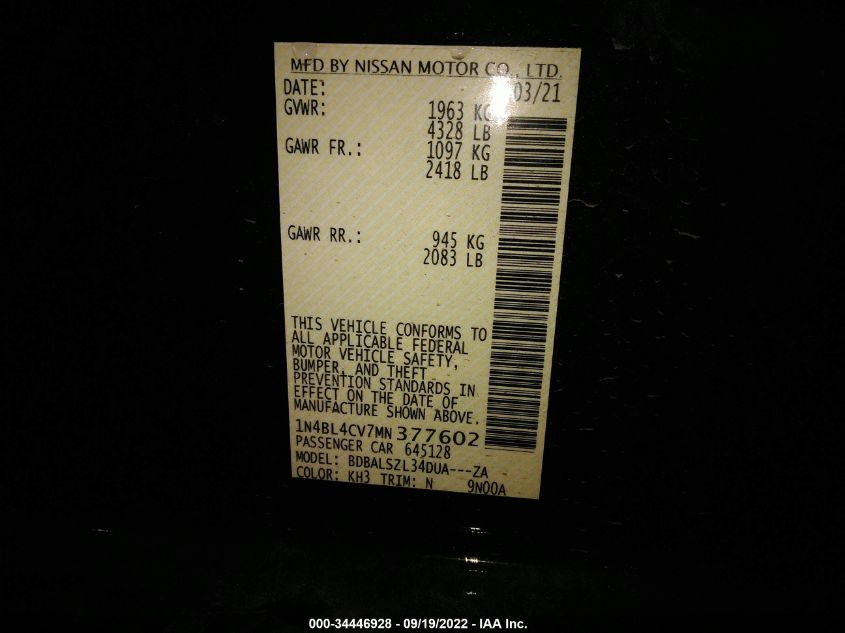 MFD BY NISSAN MOTOR CO., LTD.
DATE: 03/21
GVWR: 1963 KG
4328 LB
GAWR FR.: 1097 KG
2418 LB
GAWR RR.: 945 KG
2083 LB
THIS VEHICLE CONFORMS TO
ALL APPLICABLE FEDERAL
MOTOR VEHICLE SAFETY,
BUMPER, AND THEFT
PREVENTION STANDARDS IN
EFFECT ON THE DATE OF
MANUFACTURE SHOWN ABOVE.
1N4BL4CV7MN377602
PASSENGER CAR 645128
MODEL: BDBALSZL34DUA---ZA
COLOR: KH3 TRIM: N 9N00A
000-34446928 - 09/19/2022 - IAA Inc.